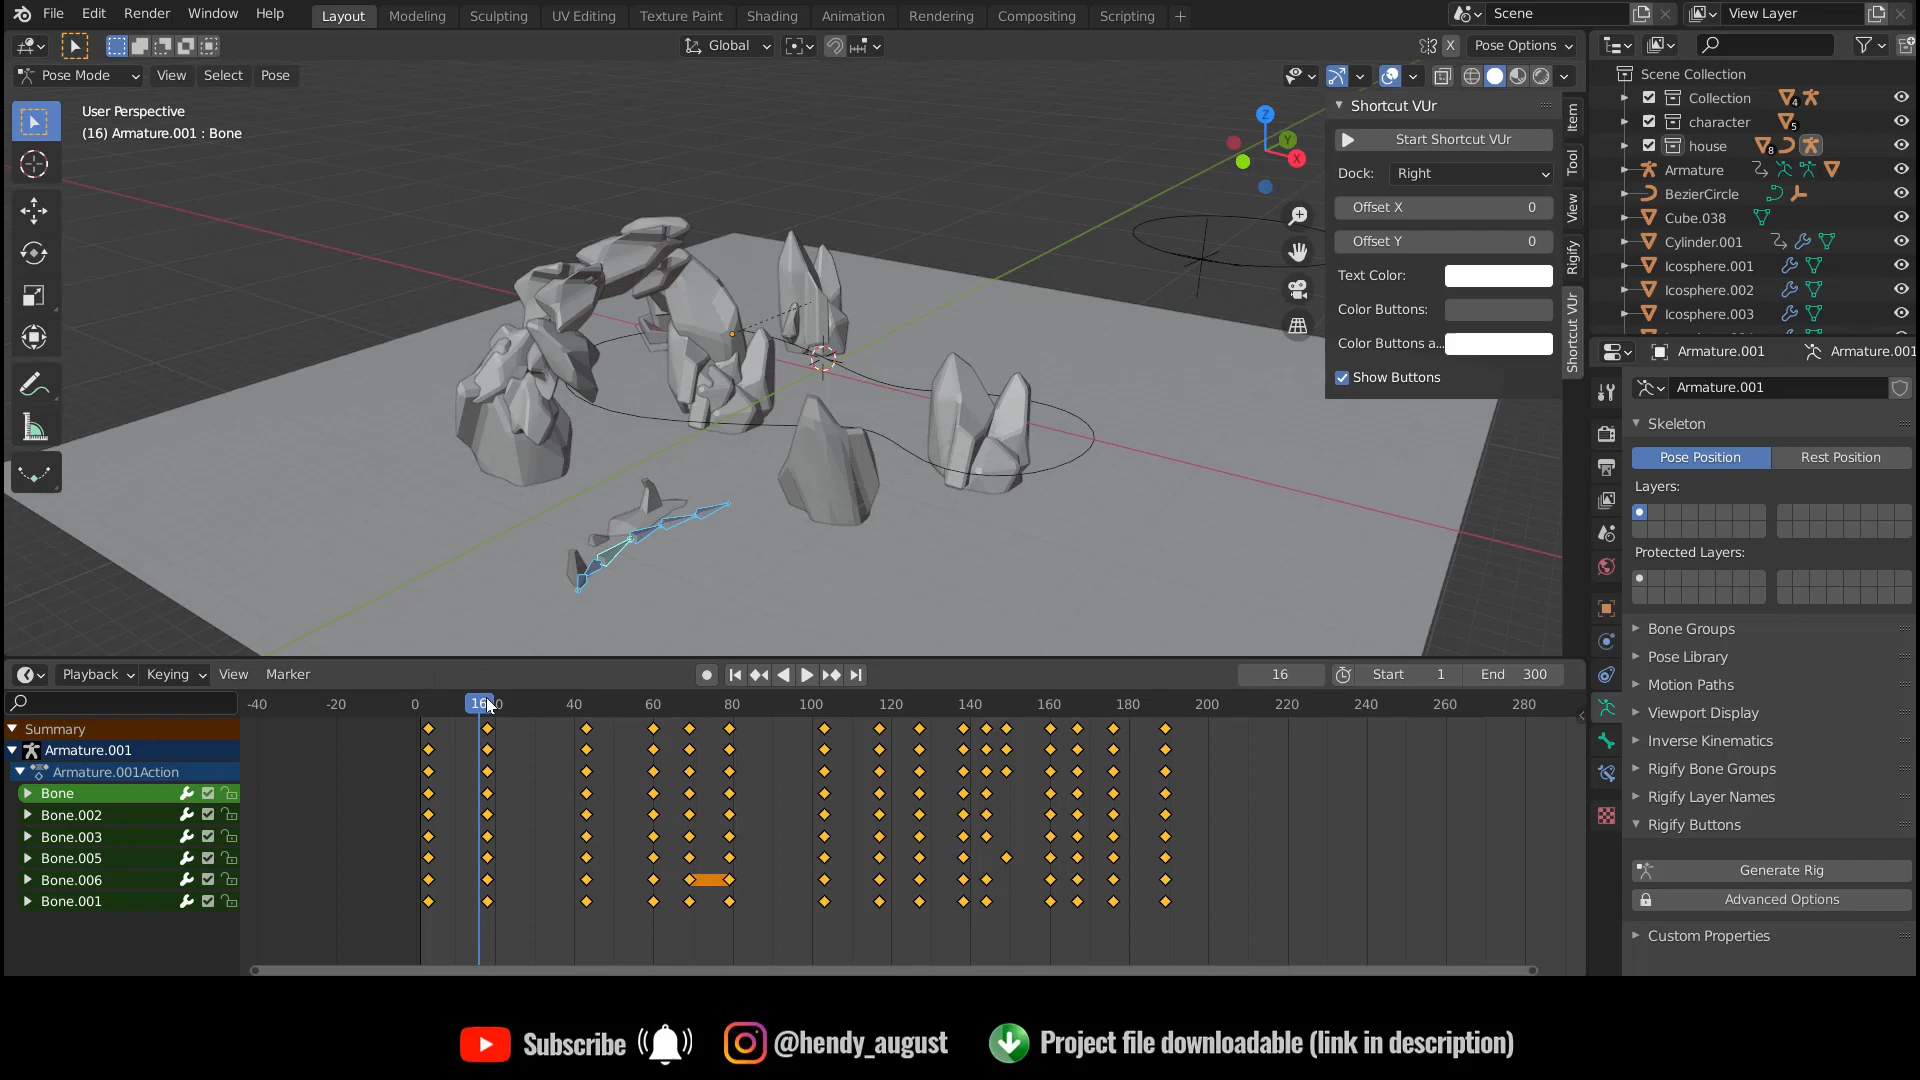 File Edit Render Window Help Layout Modeling Sculpting UV Editing Texture Paint Shading Animation Rendering Compositing Scripting + Scene View Layer
Global X Pose Options
Pose Mode View Select Pose
User Perspective
(16) Armature.001 : Bone
Z
Y
X
Shortcut VUr
Start Shortcut VUr
Dock: Right
Offset X 0
Offset Y 0
Text Color:
Color Buttons:
Color Buttons a...
Show Buttons
Item
Tool
View
Rigify
Shortcut VUr
Scene Collection
Collection 4
character 5
house 8
Armature
BezierCircle
Cube.038
Cylinder.001
Icosphere.001
Icosphere.002
Icosphere.003
Armature.001 Armature.001
Armature.001
Skeleton
Pose Position Rest Position
Layers:
Protected Layers:
Bone Groups
Pose Library
Motion Paths
Viewport Display
Inverse Kinematics
Rigify Bone Groups
Rigify Layer Names
Rigify Buttons
Generate Rig
Advanced Options
Custom Properties
Playback Keying View Marker 16 Start 1 End 300
-40 -20 0 16 40 60 80 100 120 140 160 180 200 220 240 260 280
Summary
Armature.001
Armature.001Action
Bone
Bone.002
Bone.003
Bone.005
Bone.006
Bone.001
Subscribe @hendy_august Project file downloadable (link in description)